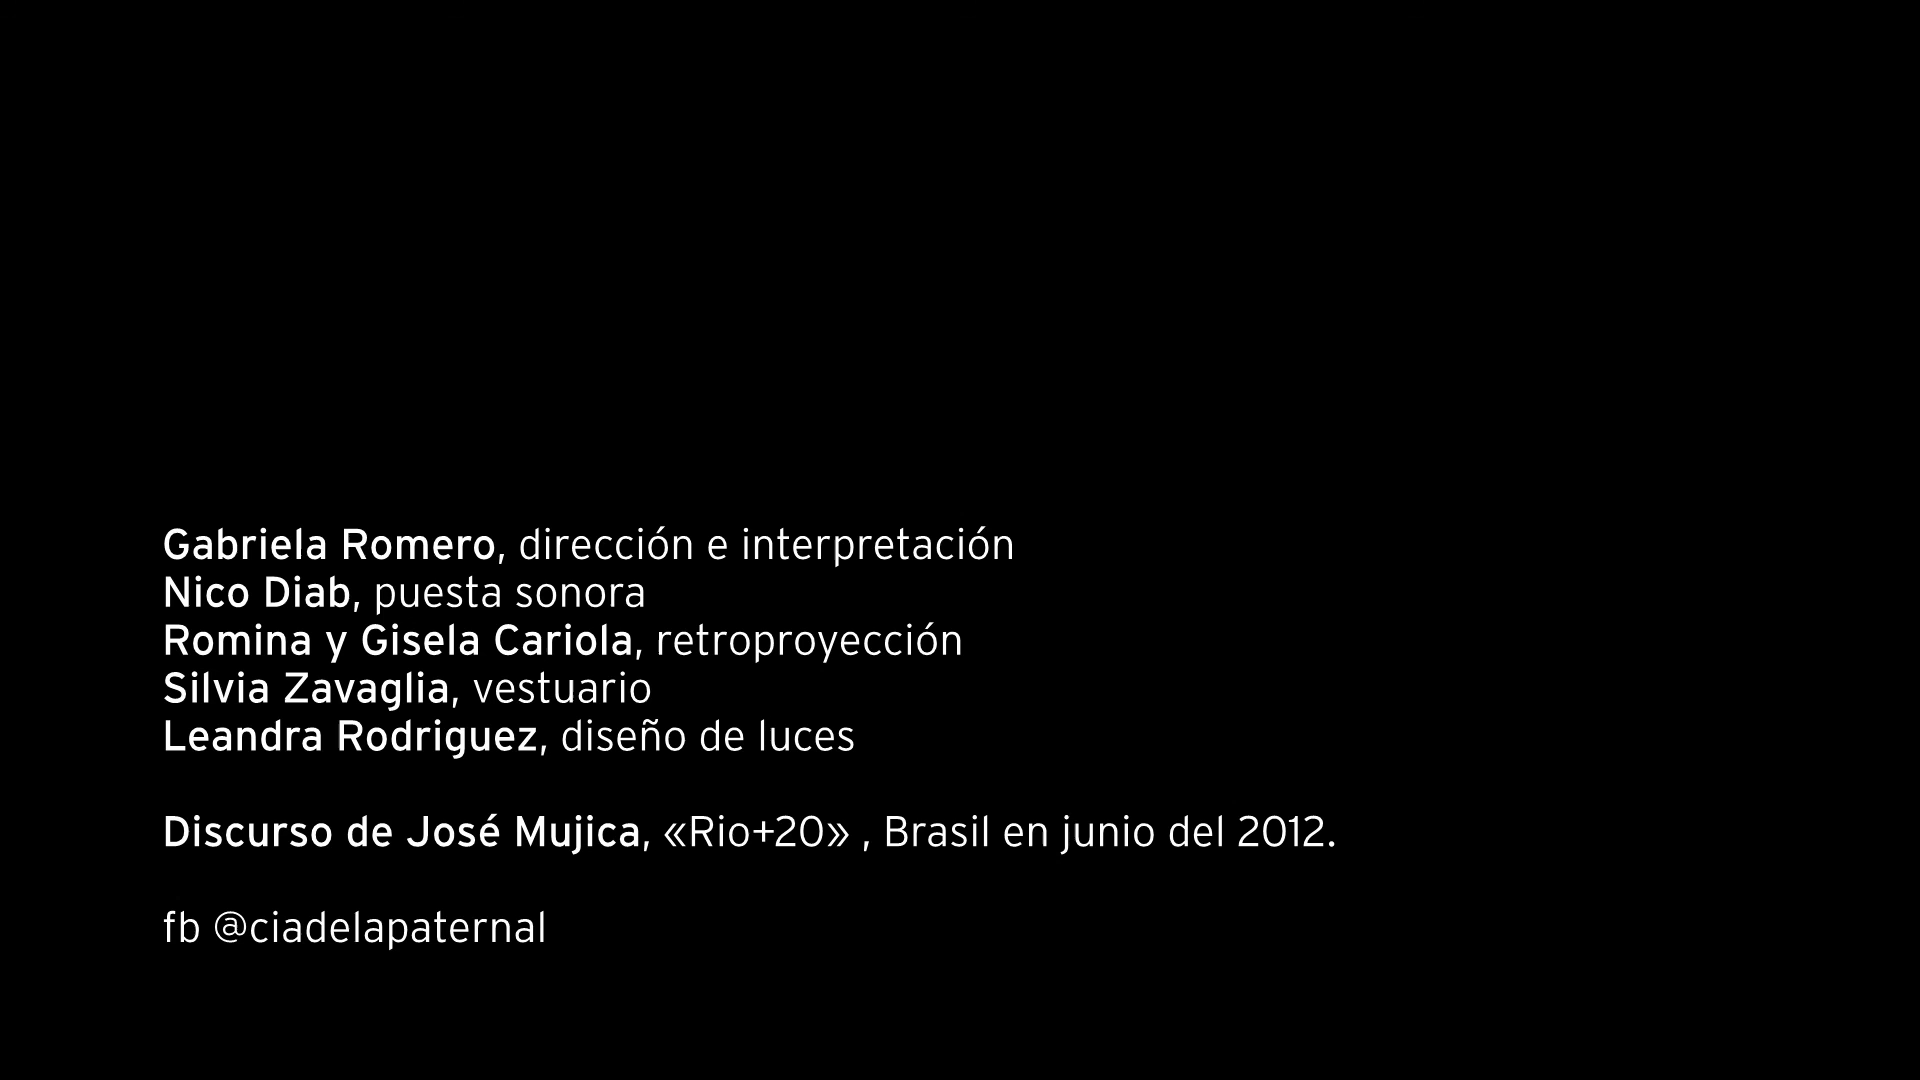 Gabriela Romero, dirección e interpretación
Nico Diab, puesta sonora
Romina y Gisela Cariola, retroproyección
Silvia Zavaglia, vestuario
Leandra Rodriguez, diseño de luces
Discurso de José Mujica, «Rio+20» , Brasil en junio del 2012.
fb @ciadelapaternal